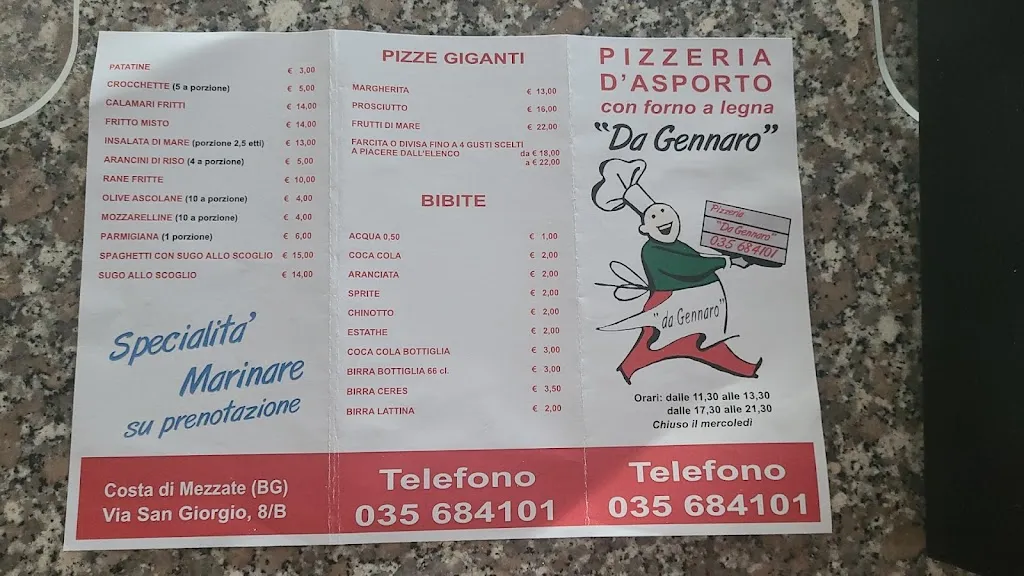 PATATINE € 3,00
CROCCHETTE (5 a porzione) € 5,00
CALAMARI FRITTI € 14,00
FRITTO MISTO € 14,00
INSALATA DI MARE (porzione 2,5 etti) € 13,00
ARANCINI DI RISO (4 a porzione) € 5,00
RANE FRITTE € 10,00
OLIVE ASCOLANE (10 a porzione) € 4,00
MOZZARELLINE (10 a porzione) € 4,00
PARMIGIANA (1 porzione) € 6,00
SPAGHETTI CON SUGO ALLO SCOGLIO € 15,00
SUGO ALLO SCOGLIO € 14,00
Specialita'
Marinare
su prenotazione
Costa di Mezzate (BG)
Via San Giorgio, 8/B
PIZZE GIGANTI
MARGHERITA € 13,00
PROSCIUTTO € 16,00
FRUTTI DI MARE € 22,00
FARCITA O DIVISA FINO A 4 GUSTI SCELTI
A PIACERE DALL'ELENCO da € 18,00
a € 22,00
BIBITE
ACQUA 0,50 € 1,00
COCA COLA € 2,00
ARANCIATA € 2,00
SPRITE € 2,00
CHINOTTO € 2,00
ESTATHE € 2,00
COCA COLA BOTTIGLIA € 3,00
BIRRA BOTTIGLIA 66 cl. € 3,00
BIRRA CERES € 3,50
BIRRA LATTINA € 2,00
Telefono
035 684101
PIZZERIA
D'ASPORTO
con forno a legna
"Da Gennaro"
Pizzeria
"Da Gennaro"
035 684101
"da Gennaro"
Orari: dalle 11,30 alle 13,30
dalle 17,30 alle 21,30
Chiuso il mercoledì
Telefono
035 684101